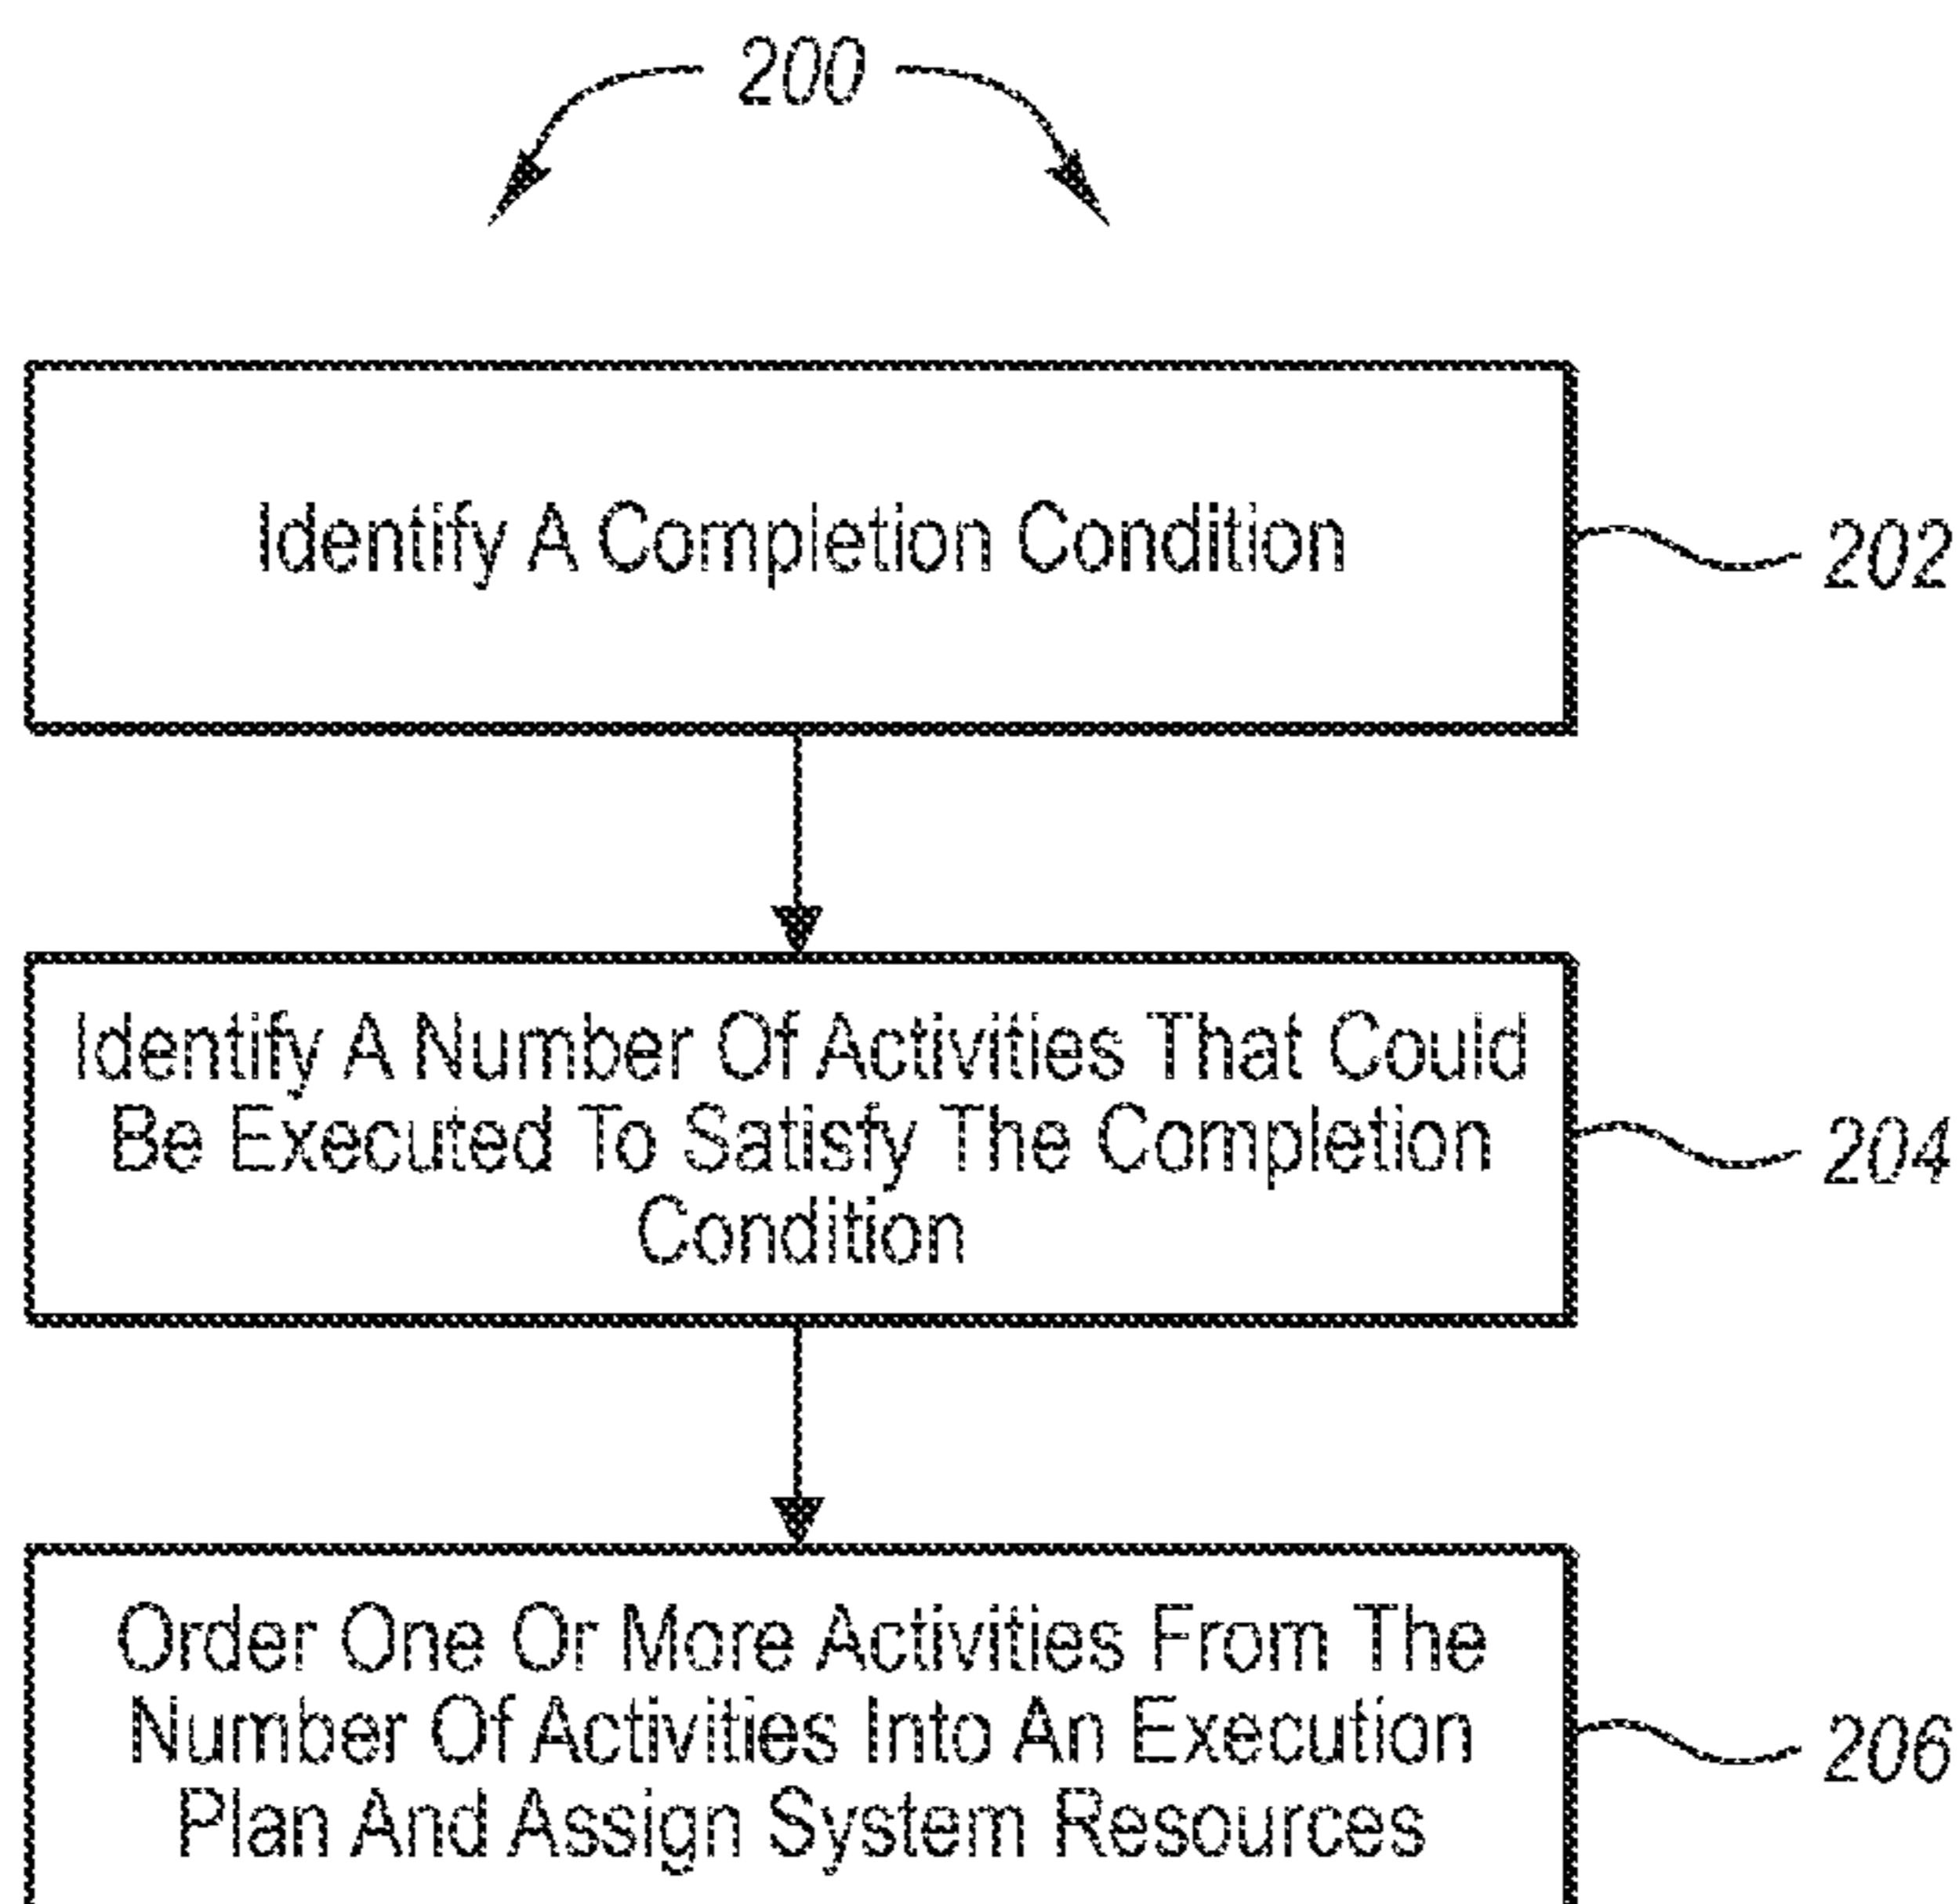 200
Identify A Completion Condition
202
Identify A Number Of Activities That Could
Be Executed To Satisfy The Completion
Condition
204
Order One Or More Activities From The
Number Of Activities Into An Execution
Plan And Assign System Resources
206